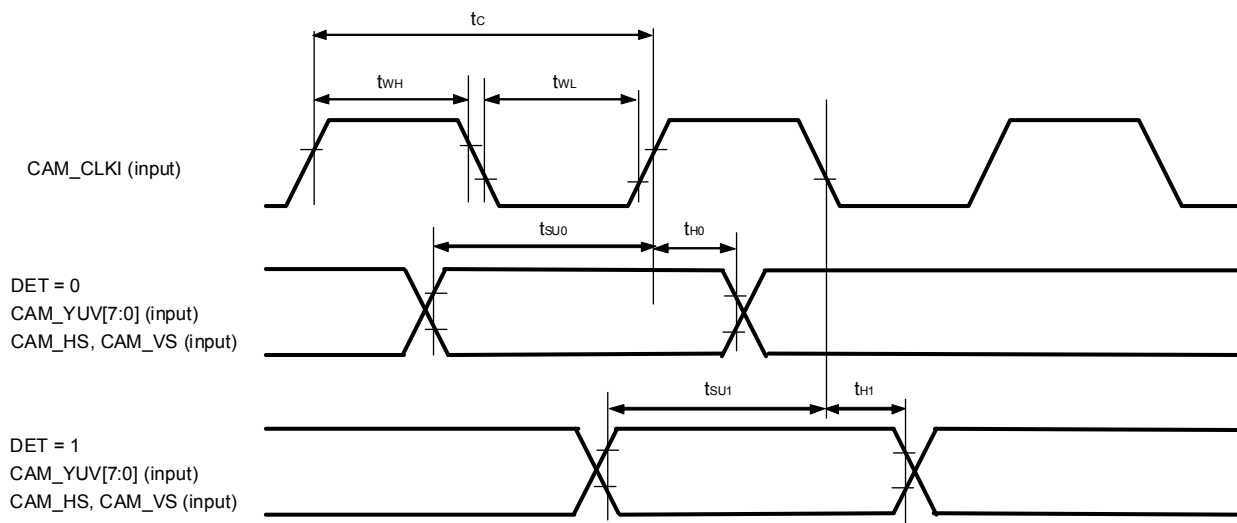 tC
tWH
tWL
CAM_CLKI (input)
tSU0
tH0
DET = 0
CAM_YUV[7:0] (input)
CAM_HS, CAM_VS (input)
tSU1
tH1
DET = 1
CAM_YUV[7:0] (input)
CAM_HS, CAM_VS (input)